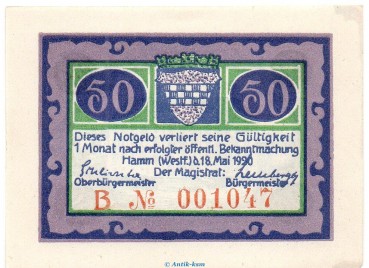 50 50
Dieses Notgeld verliert seine Gültigkeit
1 Monat nach erfolgter öffentl. Bekanntmachung
Hamm (Westf.) d. 18. Mai 1920
Der Magistrat:
Oberbürgermeister Bürgermeister
B № 001047
© Antik-kum